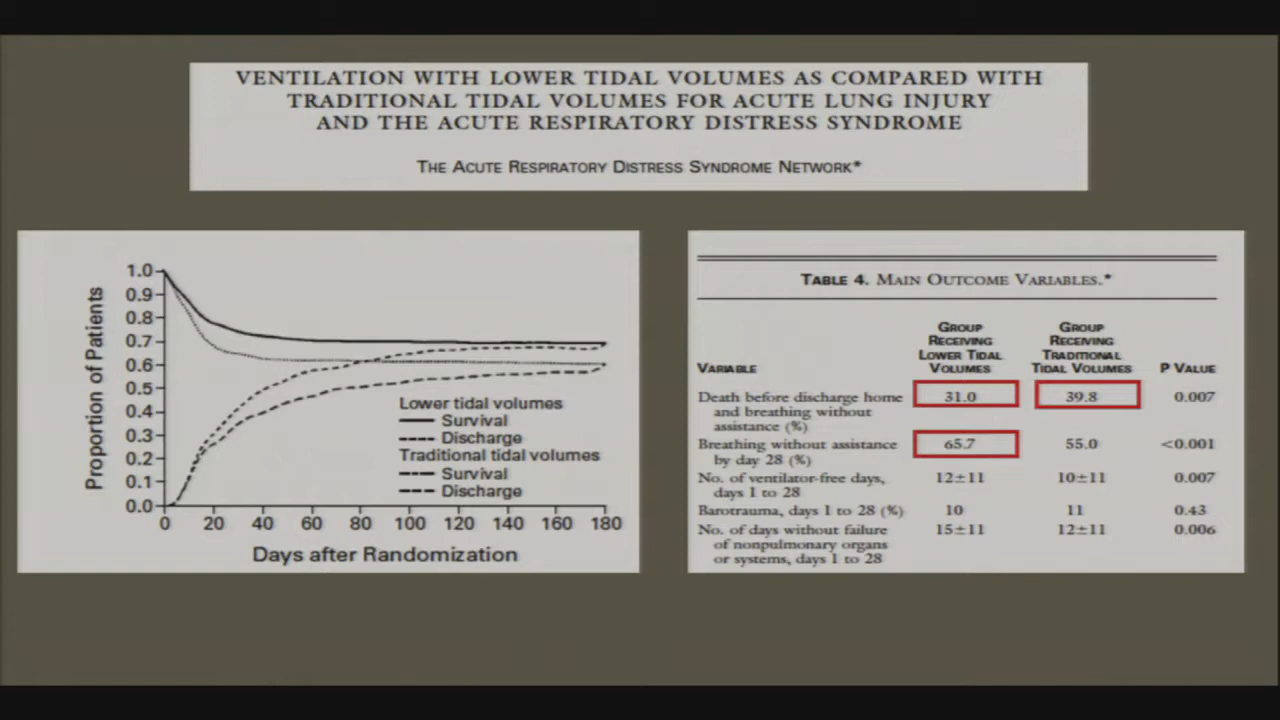 VENTILATION WITH LOWER TIDAL VOLUMES AS COMPARED WITH
TRADITIONAL TIDAL VOLUMES FOR ACUTE LUNG INJURY
AND THE ACUTE RESPIRATORY DISTRESS SYNDROME
THE ACUTE RESPIRATORY DISTRESS SYNDROME NETWORK*
Proportion of Patients
1.0
0.9
0.8
0.7
0.6
0.5
0.4
0.3
0.2
0.1
0.0
0 20 40 60 80 100 120 140 160 180
Days after Randomization
Lower tidal volumes
Survival
Discharge
Traditional tidal volumes
Survival
Discharge
TABLE 4. MAIN OUTCOME VARIABLES.*
VARIABLE
GROUP
RECEIVING
LOWER TIDAL
VOLUMES
GROUP
RECEIVING
TRADITIONAL
TIDAL VOLUMES
P VALUE
Death before discharge home 31.0 39.8 0.007
and breathing without
assistance (%)
Breathing without assistance 65.7 55.0 <0.001
by day 28 (%)
No. of ventilator-free days, 12±11 10±11 0.007
days 1 to 28
Barotrauma, days 1 to 28 (%) 10 11 0.43
No. of days without failure 15±11 12±11 0.006
of nonpulmonary organs
or systems, days 1 to 28